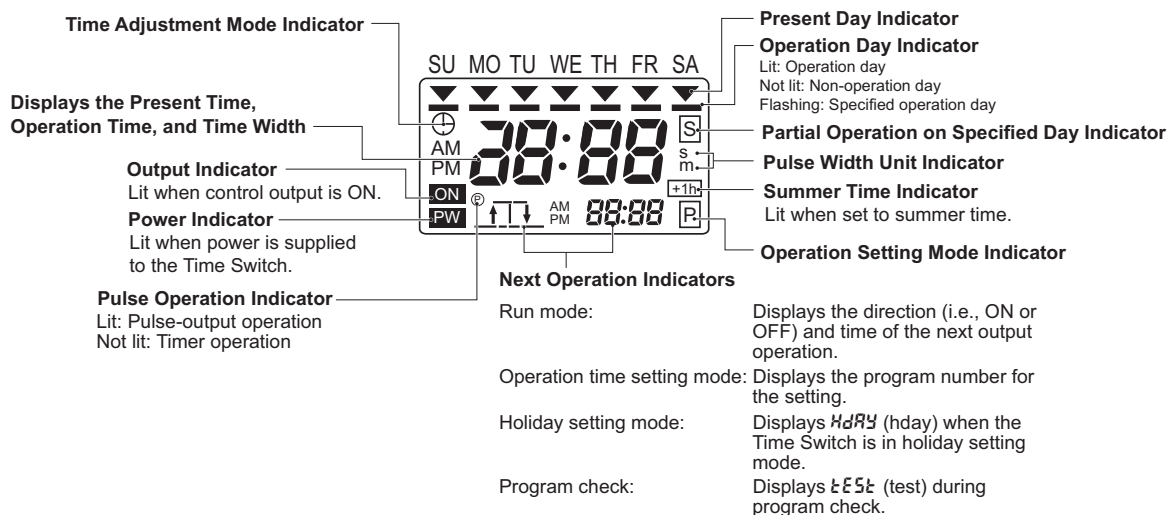 Time Adjustment Mode Indicator
Present Day Indicator
Operation Day Indicator
Lit: Operation day
Not lit: Non-operation day
Flashing: Specified operation day
SU MO TU WE TH FR SA
Displays the Present Time,
Operation Time, and Time Width
AM
PM
38:88
S
Partial Operation on Specified Day Indicator
s
m
Pulse Width Unit Indicator
Output Indicator
Lit when control output is ON.
ON
+1h
Summer Time Indicator
Lit when set to summer time.
Power Indicator
Lit when power is supplied
to the Time Switch.
PW
P
AM
PM
88:88
P
Operation Setting Mode Indicator
Pulse Operation Indicator
Lit: Pulse-output operation
Not lit: Timer operation
Next Operation Indicators
Run mode: Displays the direction (i.e., ON or
OFF) and time of the next output
operation.
Operation time setting mode: Displays the program number for
the setting.
Holiday setting mode: Displays HdAY (hday) when the
Time Switch is in holiday setting
mode.
Program check: Displays tESt (test) during
program check.